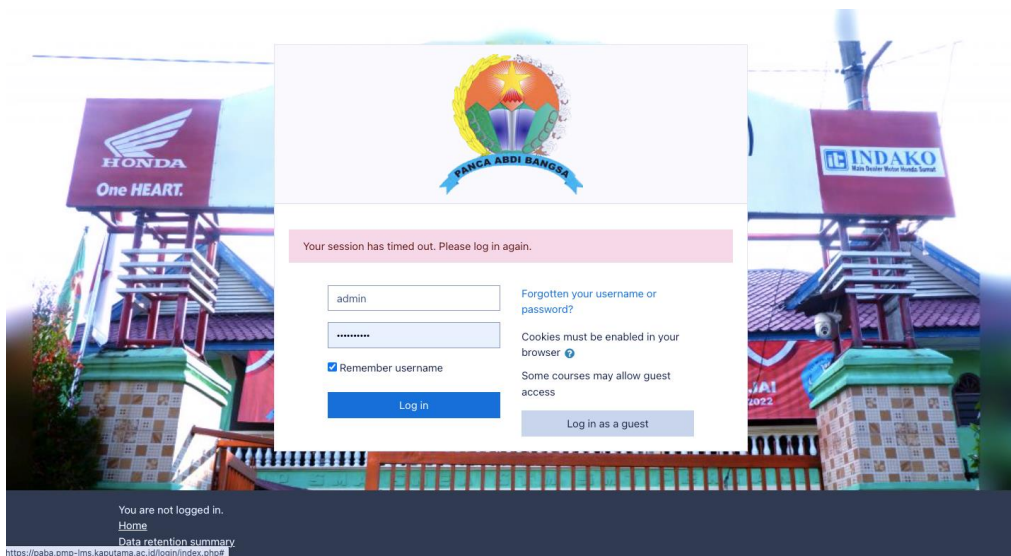 HONDA
One HEART.
PANCA ABDI BANGSA
INDAKO
Main Dealer Motor Honda Sumut
Your session has timed out. Please log in again.
admin
••••••••••
Remember username
Log in
Forgotten your username or
password?
Cookies must be enabled in your
browser ?
Some courses may allow guest
access
Log in as a guest
2022
You are not logged in.
Home
Data retention summary
https://paba.pmp-lms.kaputama.ac.id/login/index.php#